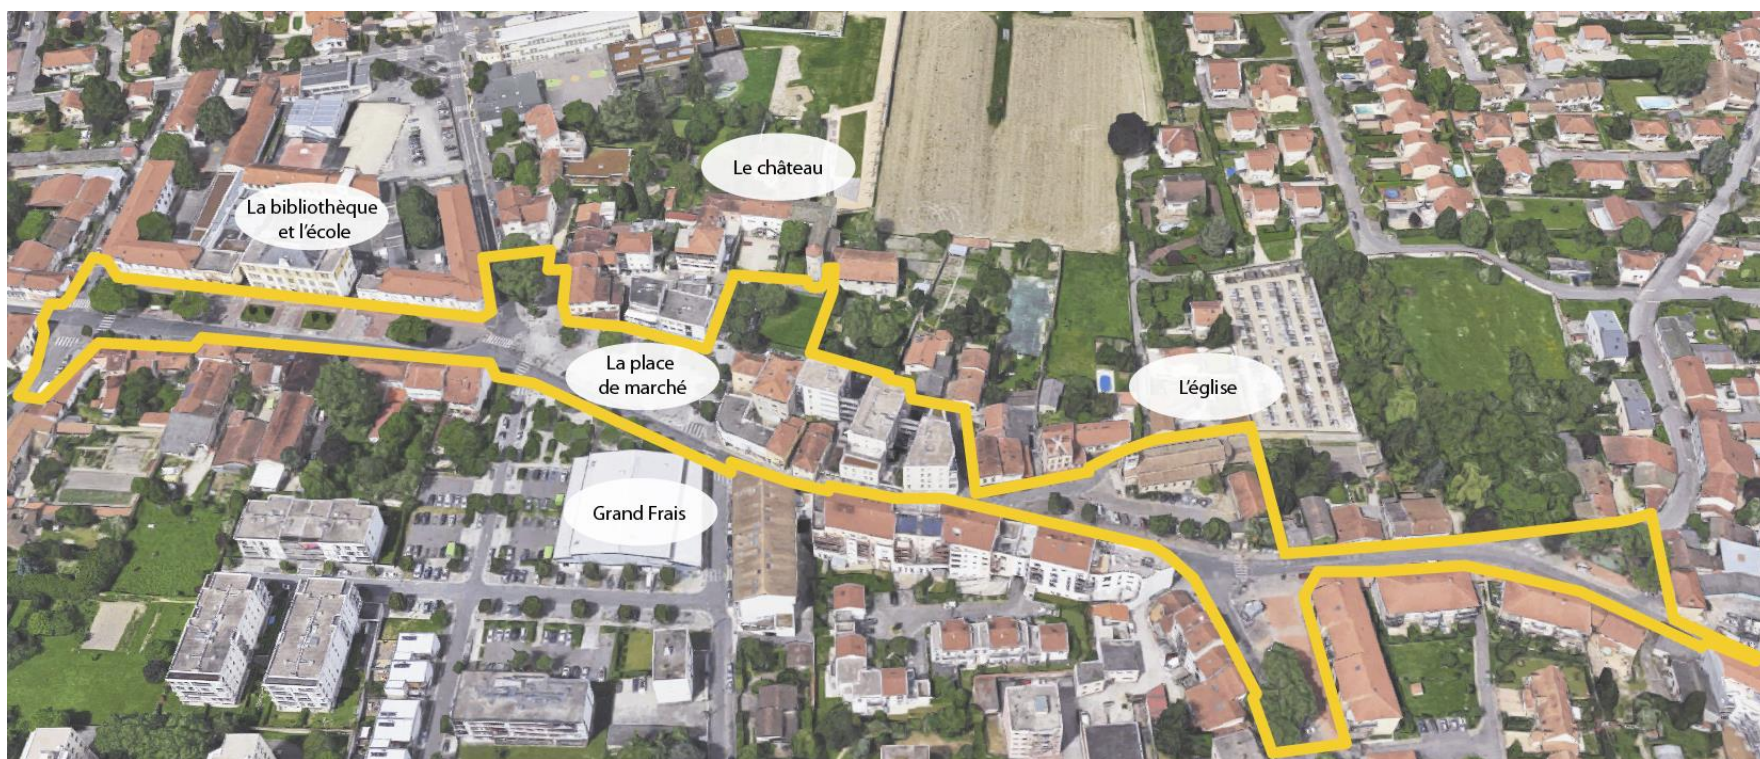 Le château
La bibliothèque
et l'école
La place
de marché
L'église
Grand Frais